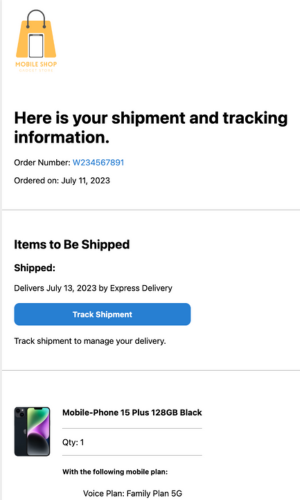 MOBILE SHOP
Here is your shipment and tracking
information.
Order Number: W234567891
Ordered on: July 11, 2023
Items to Be Shipped
Shipped:
Delivers July 13, 2023 by Express Delivery
Track Shipment
Track shipment to manage your delivery.
Mobile-Phone 15 Plus 128GB Black
Qty: 1
With the following mobile plan:
Voice Plan: Family Plan 5G